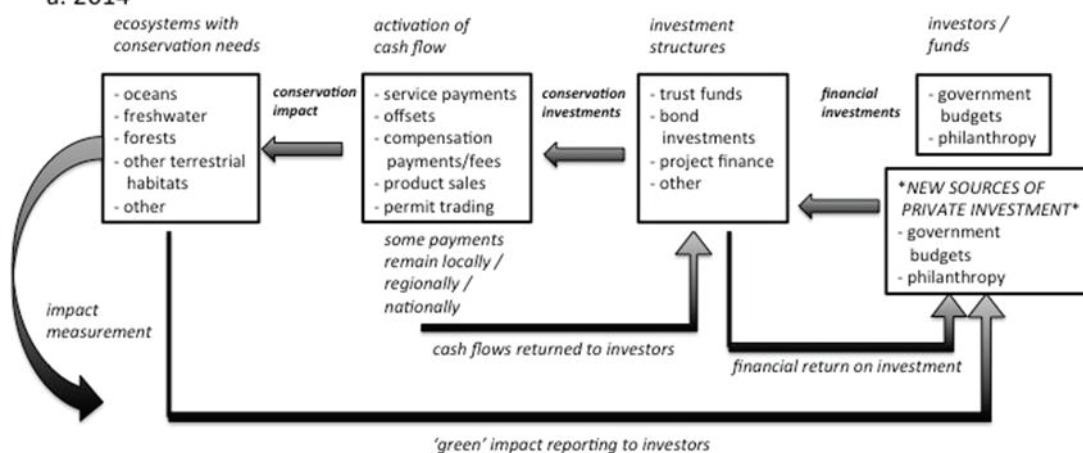 a. 2014
ecosystems with
conservation needs
activation of
cash flow
investment
structures
investors /
funds
- oceans
- freshwater
- forests
- other terrestrial
habitats
- other
conservation
impact
- service payments
- offsets
- compensation
payments/fees
- product sales
- permit trading
conservation
investments
- trust funds
- bond
investments
- project finance
- other
financial
investments
- government
budgets
- philanthropy
*NEW SOURCES OF
PRIVATE INVESTMENT*
- government
budgets
- philanthropy
some payments
remain locally /
regionally /
nationally
impact
measurement
cash flows returned to investors
financial return on investment
'green' impact reporting to investors